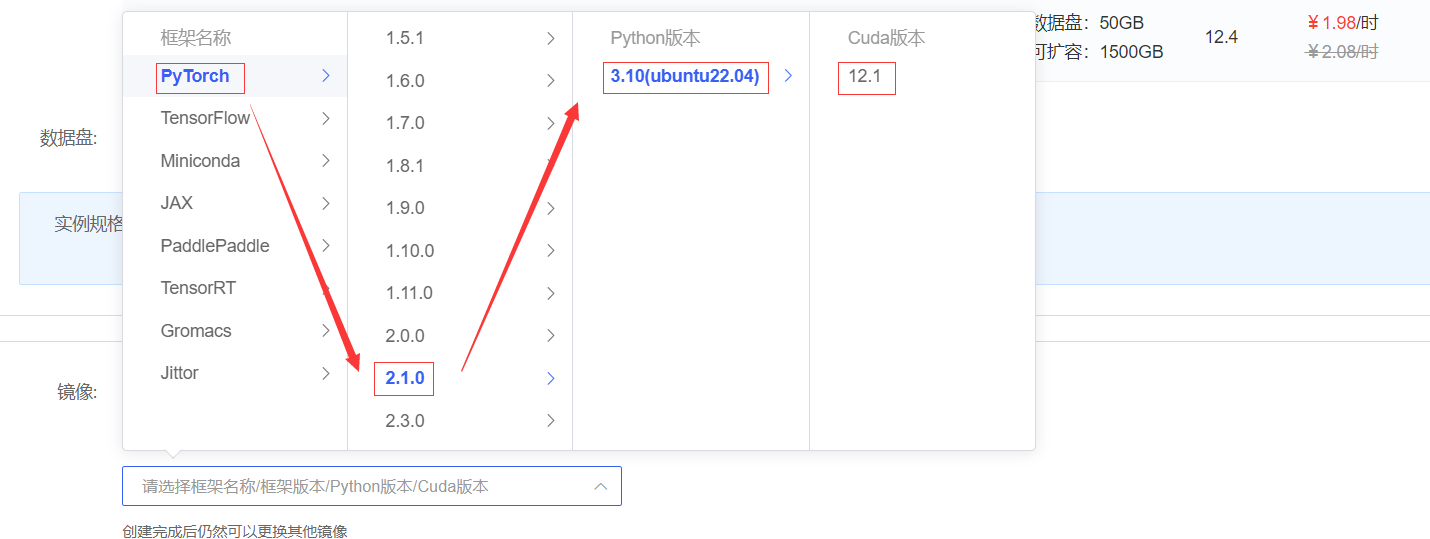 框架名称
PyTorch
TensorFlow
Miniconda
JAX
PaddlePaddle
TensorRT
Gromacs
Jittor
1.5.1
1.6.0
1.7.0
1.8.1
1.9.0
1.10.0
1.11.0
2.0.0
2.1.0
2.3.0
Python版本
3.10(ubuntu22.04)
Cuda版本
12.1
数据盘：50GB
可扩容：1500GB
12.4
￥1.98/时
￥2.08/时
数据盘:
实例规格
镜像:
请选择框架名称/框架版本/Python版本/Cuda版本
创建完成后仍然可以更换其他镜像